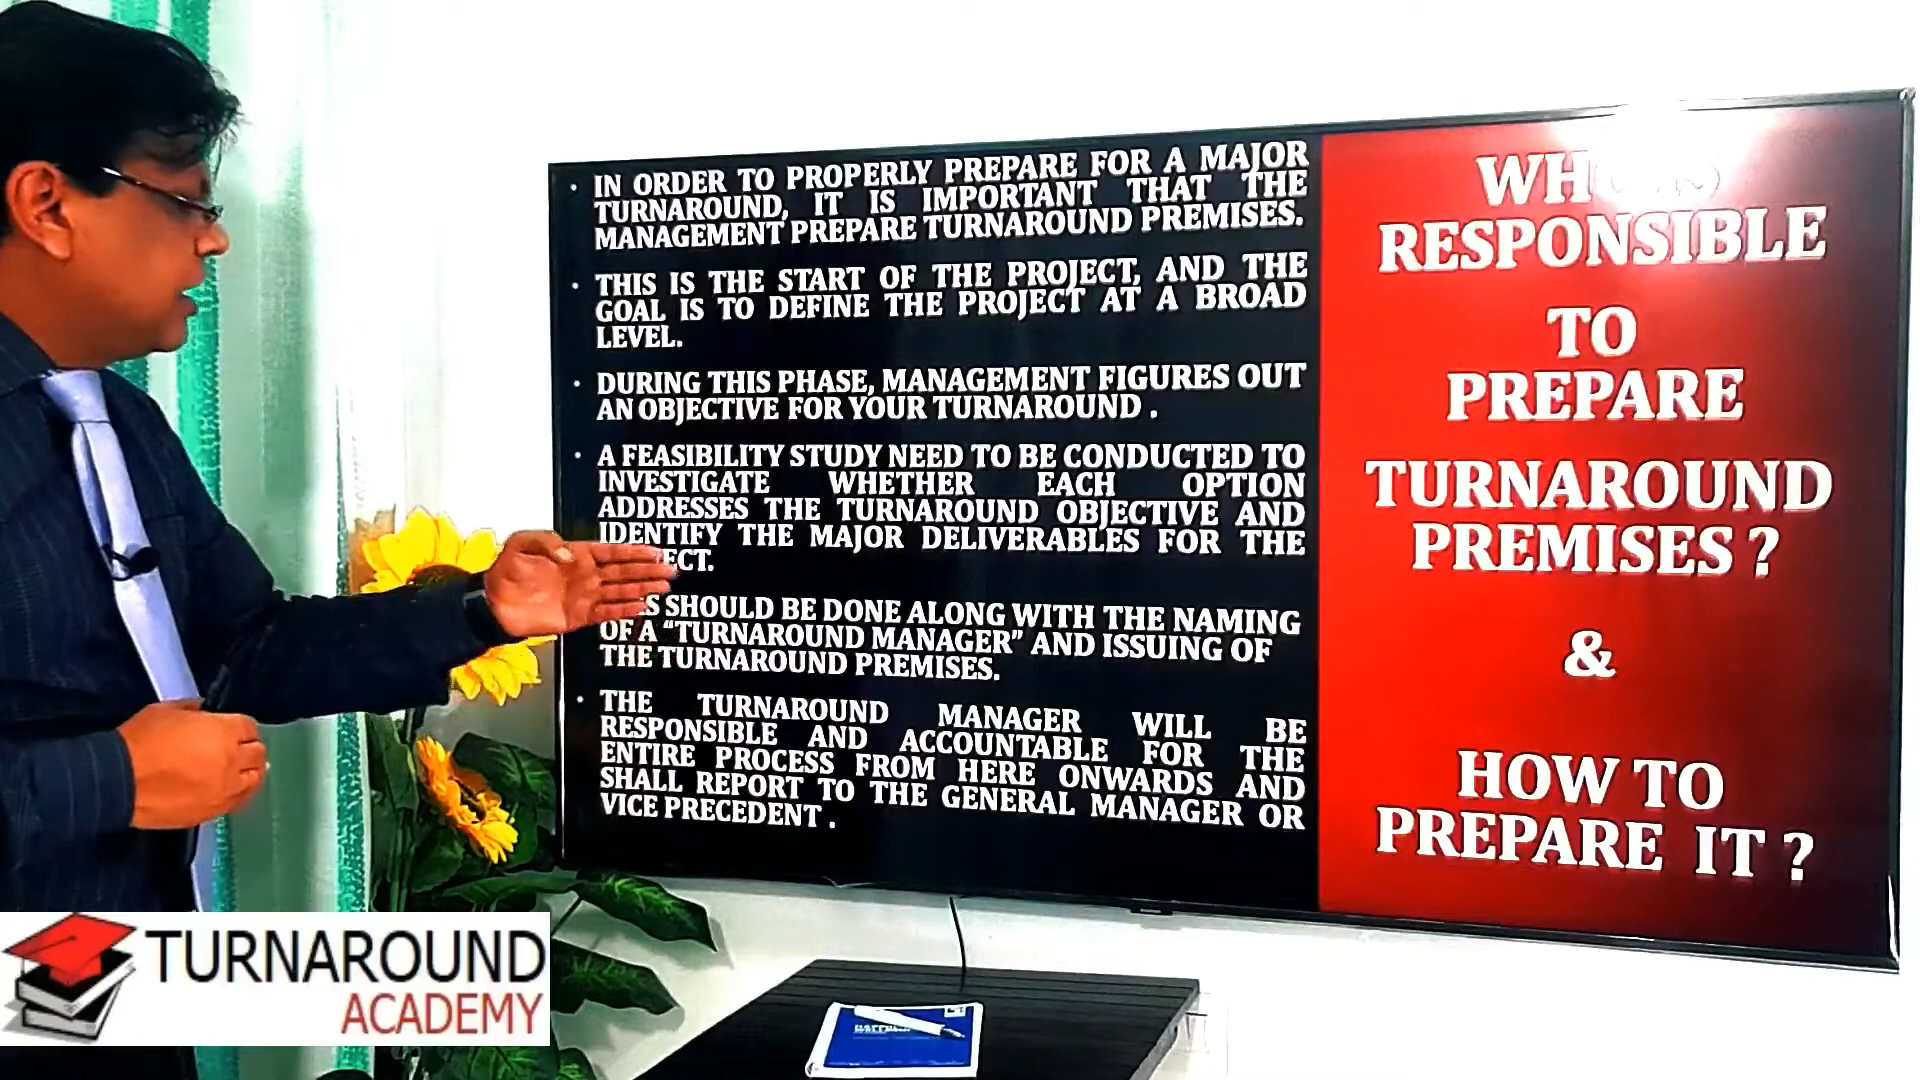 • IN ORDER TO PROPERLY PREPARE FOR A MAJOR
TURNAROUND, IT IS IMPORTANT THAT THE
MANAGEMENT PREPARE TURNAROUND PREMISES.
• THIS IS THE START OF THE PROJECT, AND THE
GOAL IS TO DEFINE THE PROJECT AT A BROAD
LEVEL.
• DURING THIS PHASE, MANAGEMENT FIGURES OUT
AN OBJECTIVE FOR YOUR TURNAROUND .
• A FEASIBILITY STUDY NEED TO BE CONDUCTED TO
INVESTIGATE WHETHER EACH OPTION
ADDRESSES THE TURNAROUND OBJECTIVE AND
IDENTIFY THE MAJOR DELIVERABLES FOR THE
SHOULD BE DONE ALONG WITH THE NAMING
OF A “TURNAROUND MANAGER” AND ISSUING OF
THE TURNAROUND PREMISES.
• THE TURNAROUND MANAGER WILL BE
RESPONSIBLE AND ACCOUNTABLE FOR THE
ENTIRE PROCESS FROM HERE ONWARDS AND
SHALL REPORT TO THE GENERAL MANAGER OR
VICE PRECEDENT .
RESPONSIBLE
TO
PREPARE
TURNAROUND
PREMISES ?
&
HOW TO
PREPARE IT ?
TURNAROUND
ACADEMY